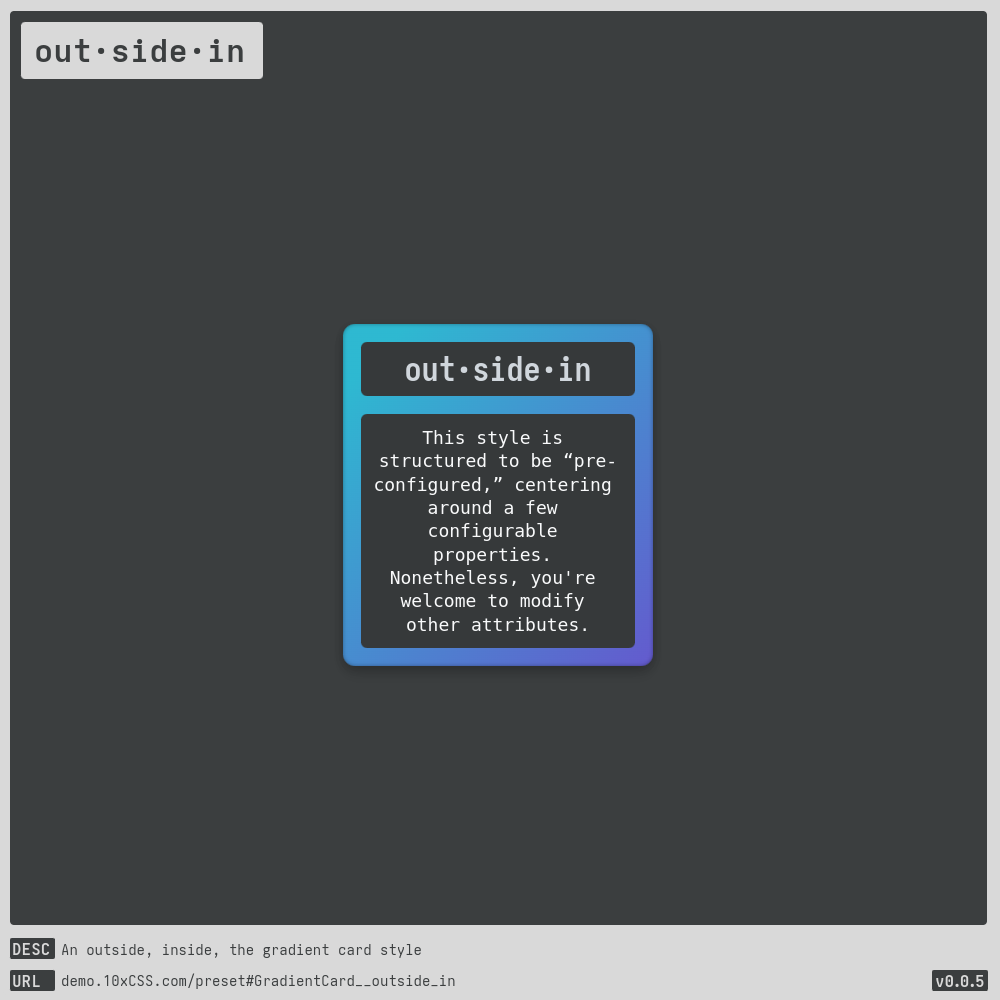 out·side·in
out·side·in
This style is
structured to be “pre-
configured,” centering
around a few
configurable
properties.
Nonetheless, you're
welcome to modify
other attributes.
DESC An outside, inside, the gradient card style
URL demo.10xCSS.com/preset#GradientCard__outside_in
v0.0.5